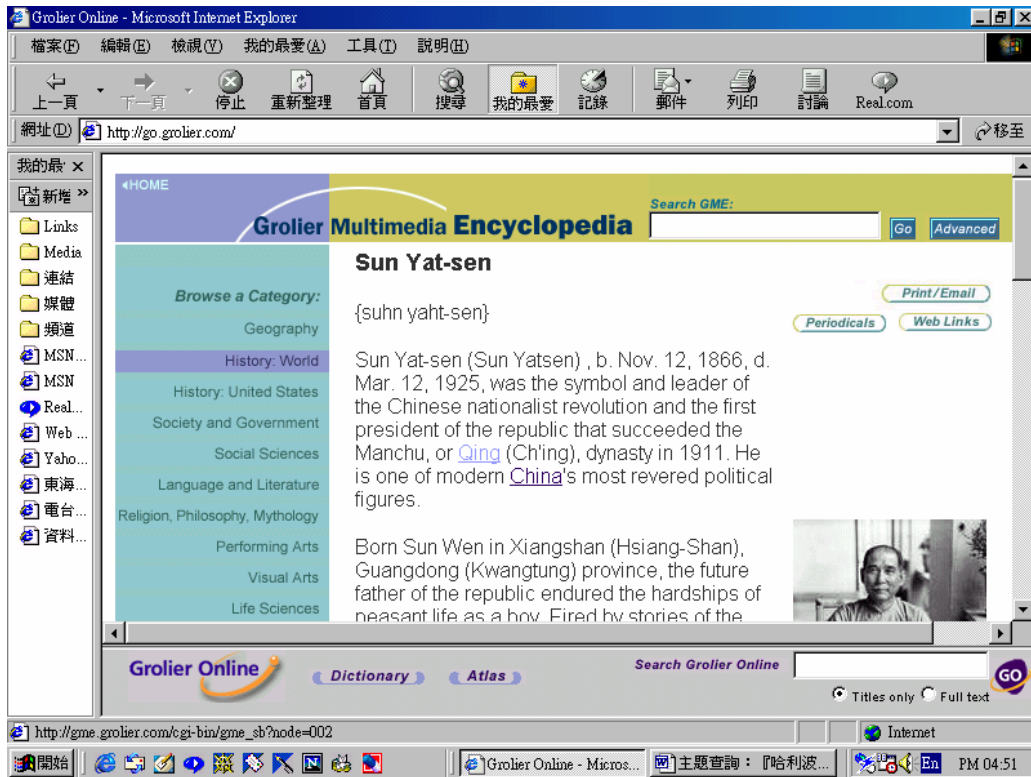 Grolier Online - Microsoft Internet Explorer
檔案(F) 編輯(E) 檢視(V) 我的最愛(A) 工具(T) 說明(H)
上一頁 下一頁 停止 重新整理 首頁 搜尋 我的最愛 記錄 郵件 列印 討論 Real.com
網址(D) http://go.grolier.com/ 移至
我的最
新增 »
Links
Media
連結
媒體
頻道
MSN...
MSN
Real...
Web ...
Yaho...
東海...
電台...
資料...
HOME
Grolier Multimedia Encyclopedia
Search GME:
Go Advanced
Browse a Category:
Geography
History: World
History: United States
Society and Government
Social Sciences
Language and Literature
Religion, Philosophy, Mythology
Performing Arts
Visual Arts
Life Sciences
Sun Yat-sen
Print/Email
Periodicals Web Links
{suhn yaht-sen}
Sun Yat-sen (Sun Yatsen) , b. Nov. 12, 1866, d.
Mar. 12, 1925, was the symbol and leader of
the Chinese nationalist revolution and the first
president of the republic that succeeded the
Manchu, or Qing (Ch'ing), dynasty in 1911. He
is one of modern China's most revered political
figures.
Born Sun Wen in Xiangshan (Hsiang-Shan),
Guangdong (Kwangtung) province, the future
father of the republic endured the hardships of
peasant life as a boy. Fired by stories of the
Grolier Online Dictionary Atlas Search Grolier Online GO
Titles only Full text
http://gme.grolier.com/cgi-bin/gme_sb?node=002 Internet
開始 Grolier Online - Micros... 主題查詢：『哈利波... En PM 04:51